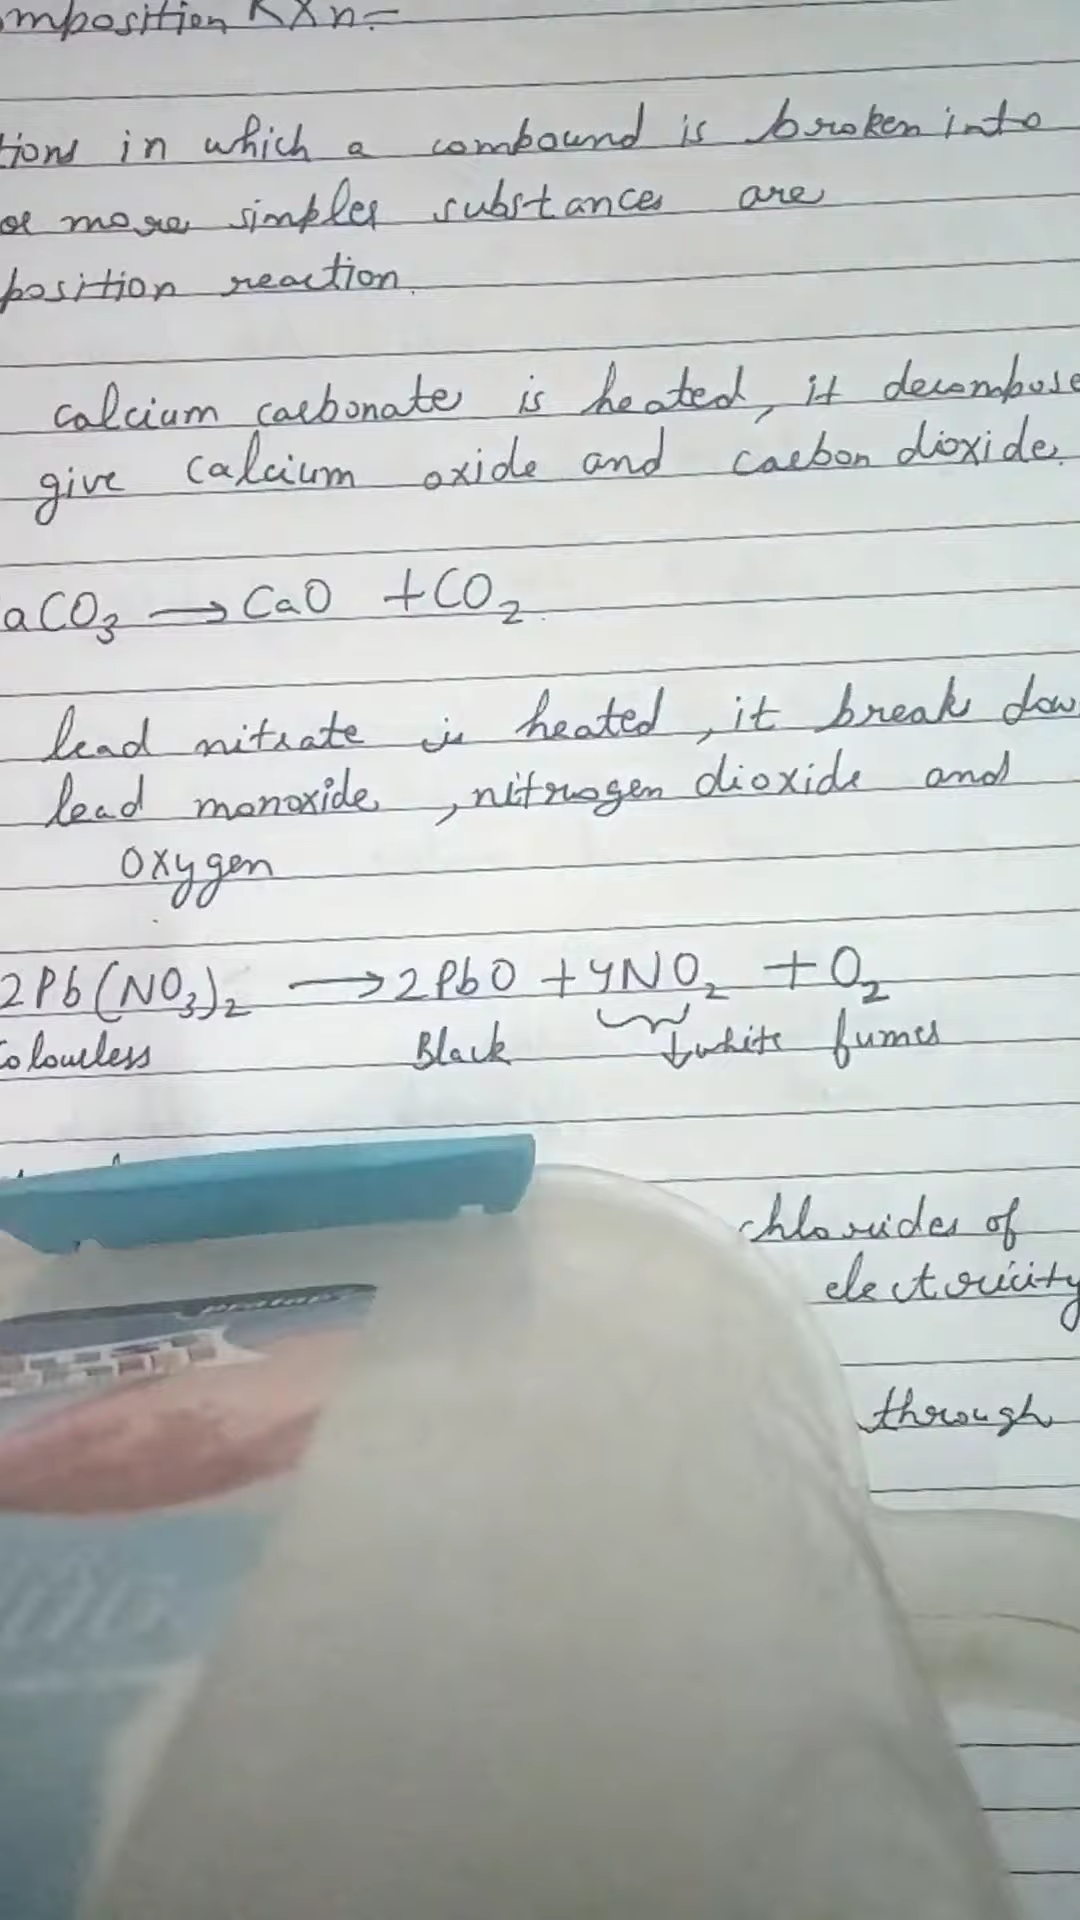 mposition RXn:-
tions in which a combound is broken into
or more simpler substances are
position reaction.
calcium carbonate is heated, it decompose
give calcium oxide and carbon dioxide.
aCO₃ → CaO + CO₂.
lead nitrate is heated, it break dow
lead monoxide, nitrogen dioxide and
oxygen
2Pb(NO₃)₂ → 2PbO + 4NO₂ + O₂
colourless Black ↓white fumes
chlorides of
electricity
through